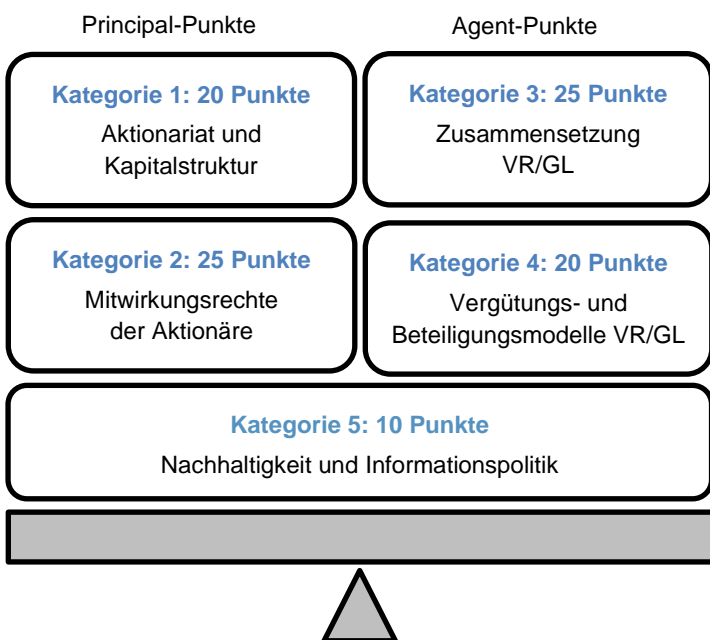 Principal-Punkte
Agent-Punkte
Kategorie 1: 20 Punkte
Aktionariat und
Kapitalstruktur
Kategorie 3: 25 Punkte
Zusammensetzung
VR/GL
Kategorie 2: 25 Punkte
Mitwirkungsrechte
der Aktionäre
Kategorie 4: 20 Punkte
Vergütungs- und
Beteiligungsmodelle VR/GL
Kategorie 5: 10 Punkte
Nachhaltigkeit und Informationspolitik